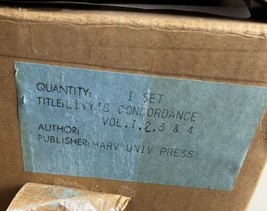 QUANTITY: 1 SET
TITLE: LIVY'S CONCORDANCE
VOL. 1, 2, 3 & 4
AUTHOR:
PUBLISHER: HARV UNIV PRESS